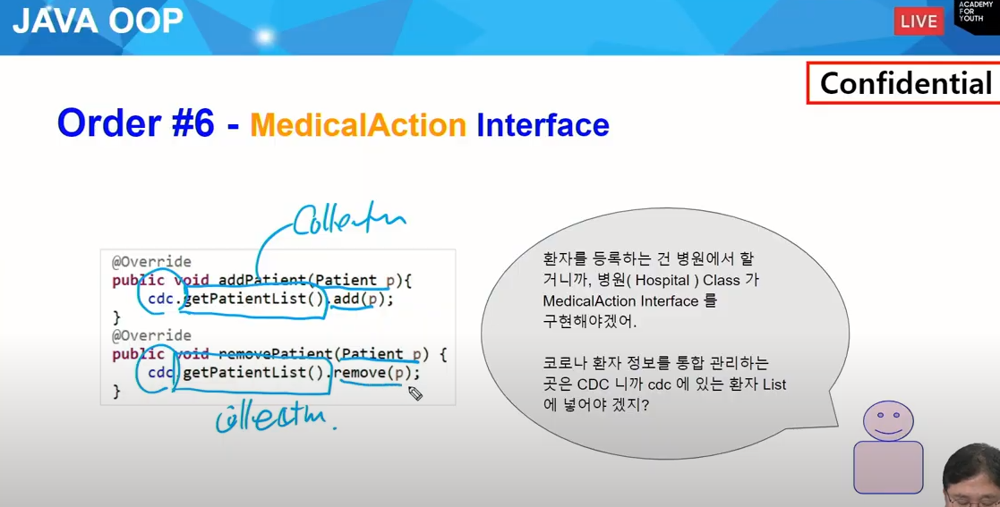 JAVA OOP
LIVE
ACADEMY
FOR
YOUTH
Confidential
Order #6 - MedicalAction Interface
Collectn
@Override
public void addPatient(Patient p){
cdc.getPatientList().add(p);
}
@Override
public void removePatient(Patient p) {
cdc.getPatientList().remove(p);
}
Collectn.
환자를 등록하는 건 병원에서 할
거니까, 병원( Hospital ) Class 가
MedicalAction Interface 를
구현해야겠어.
코로나 환자 정보를 통합 관리하는
곳은 CDC 니까 cdc 에 있는 환자 List
에 넣어야 겠지?